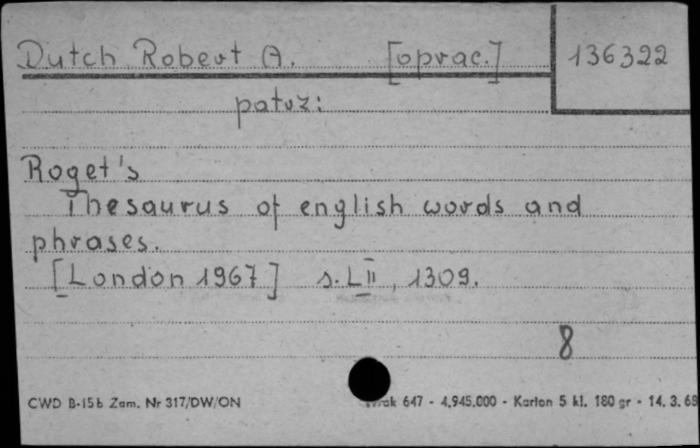 Dutch Robert A. [oprac.] 136322
patrz:
Roget's
Thesaurus of english words and
phrases.
[London 1967] s. LII, 1309.
8
CWD B-15b Zam. Nr 317/DW/ON 647 - 4,945.000 - Karton 5 kl. 180 gr - 14. 3. 68